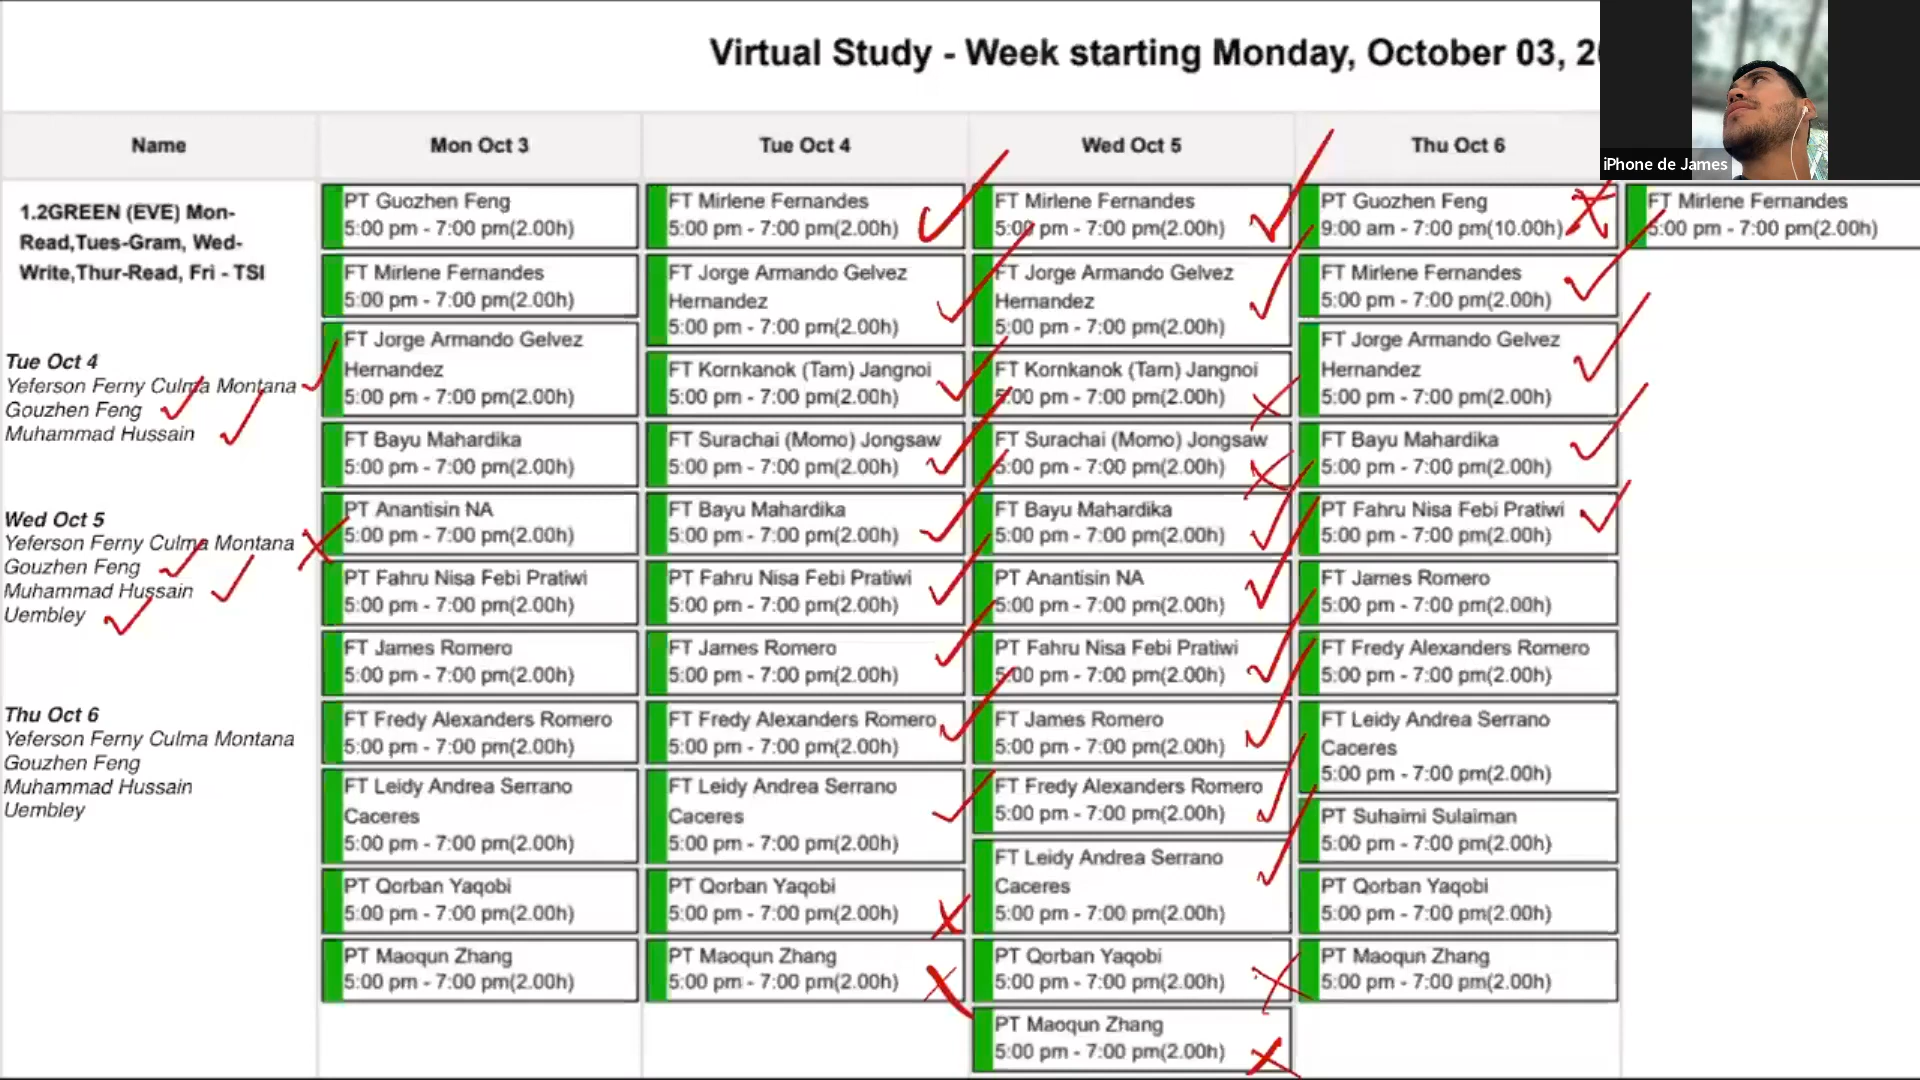 Virtual Study - Week starting Monday, October 03, 2
iPhone de James
Name
Mon Oct 3
Tue Oct 4
Wed Oct 5
Thu Oct 6
1.2GREEN (EVE) Mon-
Read,Tues-Gram, Wed-
Write,Thur-Read, Fri - TSI
Tue Oct 4
Yeferson Ferny Culma Montana
Gouzhen Feng
Muhammad Hussain
Wed Oct 5
Yeferson Ferny Culma Montana
Gouzhen Feng
Muhammad Hussain
Uembley
Thu Oct 6
Yeferson Ferny Culma Montana
Gouzhen Feng
Muhammad Hussain
Uembley
PT Guozhen Feng
5:00 pm - 7:00 pm(2.00h)
FT Mirlene Fernandes
5:00 pm - 7:00 pm(2.00h)
FT Jorge Armando Gelvez
Hernandez
5:00 pm - 7:00 pm(2.00h)
FT Bayu Mahardika
5:00 pm - 7:00 pm(2.00h)
PT Anantisin NA
5:00 pm - 7:00 pm(2.00h)
PT Fahru Nisa Febi Pratiwi
5:00 pm - 7:00 pm(2.00h)
FT James Romero
5:00 pm - 7:00 pm(2.00h)
FT Fredy Alexanders Romero
5:00 pm - 7:00 pm(2.00h)
FT Leidy Andrea Serrano
Caceres
5:00 pm - 7:00 pm(2.00h)
PT Qorban Yaqobi
5:00 pm - 7:00 pm(2.00h)
PT Maoqun Zhang
5:00 pm - 7:00 pm(2.00h)
FT Mirlene Fernandes
5:00 pm - 7:00 pm(2.00h)
FT Jorge Armando Gelvez
Hernandez
5:00 pm - 7:00 pm(2.00h)
FT Kornkanok (Tam) Jangnoi
5:00 pm - 7:00 pm(2.00h)
FT Surachai (Momo) Jongsaw
5:00 pm - 7:00 pm(2.00h)
FT Bayu Mahardika
5:00 pm - 7:00 pm(2.00h)
PT Fahru Nisa Febi Pratiwi
5:00 pm - 7:00 pm(2.00h)
FT James Romero
5:00 pm - 7:00 pm(2.00h)
FT Fredy Alexanders Romero
5:00 pm - 7:00 pm(2.00h)
FT Leidy Andrea Serrano
Caceres
5:00 pm - 7:00 pm(2.00h)
PT Qorban Yaqobi
5:00 pm - 7:00 pm(2.00h)
PT Maoqun Zhang
5:00 pm - 7:00 pm(2.00h)
FT Mirlene Fernandes
5:00 pm - 7:00 pm(2.00h)
FT Jorge Armando Gelvez
Hernandez
5:00 pm - 7:00 pm(2.00h)
FT Kornkanok (Tam) Jangnoi
5:00 pm - 7:00 pm(2.00h)
FT Surachai (Momo) Jongsaw
5:00 pm - 7:00 pm(2.00h)
FT Bayu Mahardika
5:00 pm - 7:00 pm(2.00h)
PT Anantisin NA
5:00 pm - 7:00 pm(2.00h)
PT Fahru Nisa Febi Pratiwi
5:00 pm - 7:00 pm(2.00h)
FT James Romero
5:00 pm - 7:00 pm(2.00h)
FT Fredy Alexanders Romero
5:00 pm - 7:00 pm(2.00h)
FT Leidy Andrea Serrano
Caceres
5:00 pm - 7:00 pm(2.00h)
PT Qorban Yaqobi
5:00 pm - 7:00 pm(2.00h)
PT Maoqun Zhang
5:00 pm - 7:00 pm(2.00h)
PT Guozhen Feng
9:00 am - 7:00 pm(10.00h)
FT Mirlene Fernandes
5:00 pm - 7:00 pm(2.00h)
FT Jorge Armando Gelvez
Hernandez
5:00 pm - 7:00 pm(2.00h)
FT Bayu Mahardika
5:00 pm - 7:00 pm(2.00h)
PT Fahru Nisa Febi Pratiwi
5:00 pm - 7:00 pm(2.00h)
FT James Romero
5:00 pm - 7:00 pm(2.00h)
FT Fredy Alexanders Romero
5:00 pm - 7:00 pm(2.00h)
FT Leidy Andrea Serrano
Caceres
5:00 pm - 7:00 pm(2.00h)
PT Suhaimi Sulaiman
5:00 pm - 7:00 pm(2.00h)
PT Qorban Yaqobi
5:00 pm - 7:00 pm(2.00h)
PT Maoqun Zhang
5:00 pm - 7:00 pm(2.00h)
FT Mirlene Fernandes
5:00 pm - 7:00 pm(2.00h)